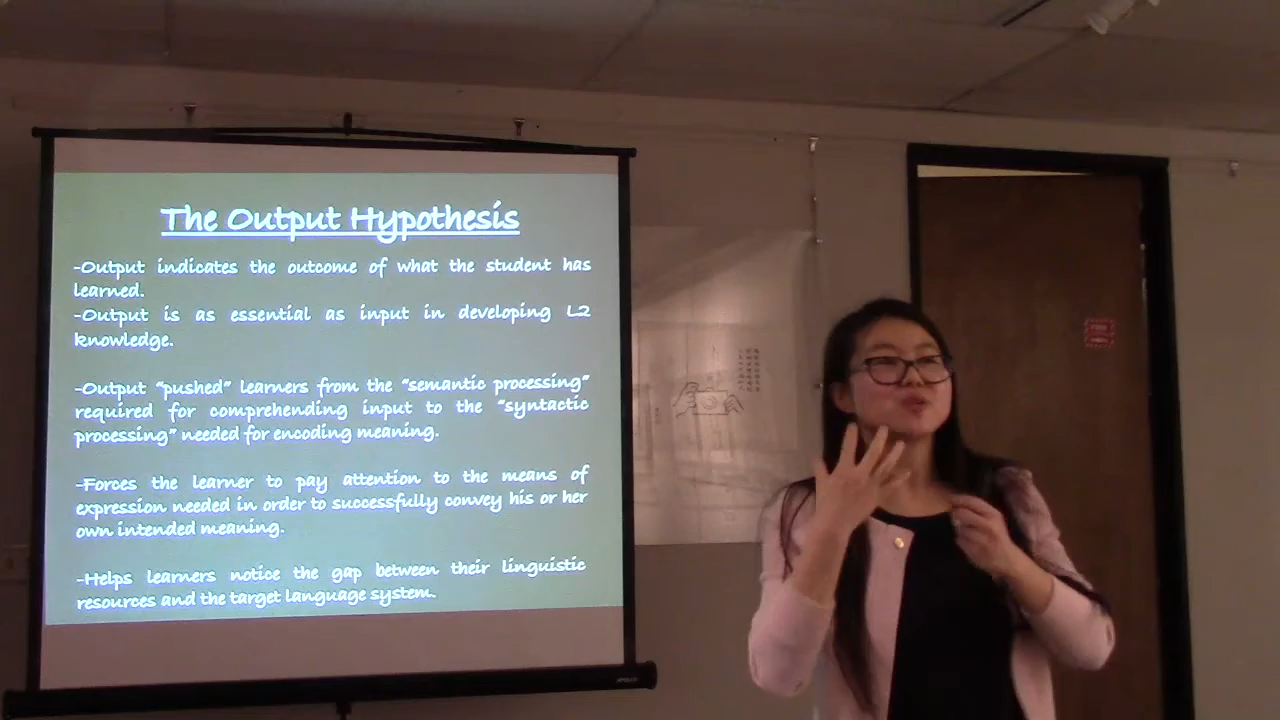 The Output Hypothesis
-Output indicates the outcome of what the student has
learned.
-Output is as essential as input in developing L2
knowledge.
-Output "pushed" learners from the "semantic processing"
required for comprehending input to the "syntactic
processing" needed for encoding meaning.
-Forces the learner to pay attention to the means of
expression needed in order to successfully convey his or her
own intended meaning.
-Helps learners notice the gap between their linguistic
resources and the target language system.